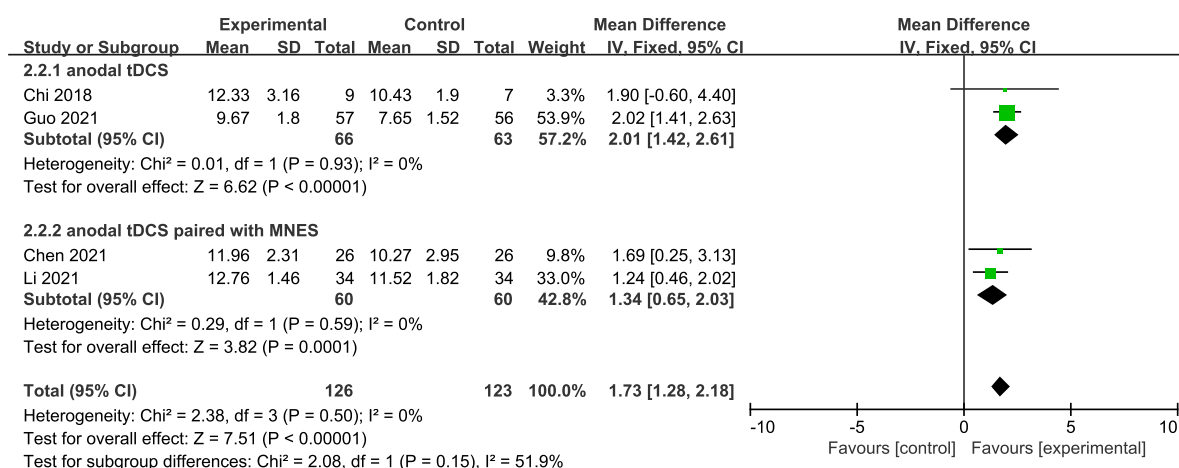 Experimental Control Mean Difference Mean Difference
Study or Subgroup Mean SD Total Mean SD Total Weight IV, Fixed, 95% CI IV, Fixed, 95% CI
2.2.1 anodal tDCS
Chi 2018 12.33 3.16 9 10.43 1.9 7 3.3% 1.90 [-0.60, 4.40]
Guo 2021 9.67 1.8 57 7.65 1.52 56 53.9% 2.02 [1.41, 2.63]
Subtotal (95% CI) 66 63 57.2% 2.01 [1.42, 2.61]
Heterogeneity: Chi² = 0.01, df = 1 (P = 0.93); I² = 0%
Test for overall effect: Z = 6.62 (P < 0.00001)
2.2.2 anodal tDCS paired with MNES
Chen 2021 11.96 2.31 26 10.27 2.95 26 9.8% 1.69 [0.25, 3.13]
Li 2021 12.76 1.46 34 11.52 1.82 34 33.0% 1.24 [0.46, 2.02]
Subtotal (95% CI) 60 60 42.8% 1.34 [0.65, 2.03]
Heterogeneity: Chi² = 0.29, df = 1 (P = 0.59); I² = 0%
Test for overall effect: Z = 3.82 (P = 0.0001)
Total (95% CI) 126 123 100.0% 1.73 [1.28, 2.18]
Heterogeneity: Chi² = 2.38, df = 3 (P = 0.50); I² = 0%
Test for overall effect: Z = 7.51 (P < 0.00001)
Test for subgroup differences: Chi² = 2.08, df = 1 (P = 0.15), I² = 51.9%
-10 -5 0 5 10
Favours [control] Favours [experimental]